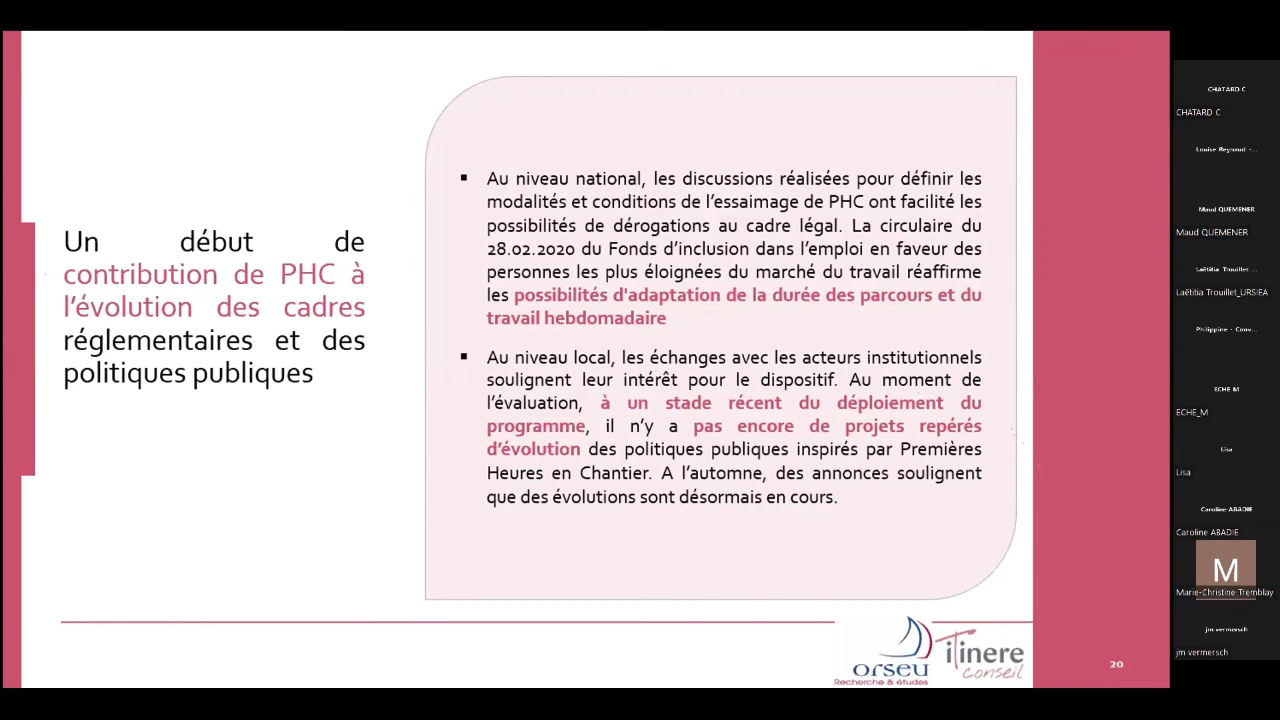 Un début de
contribution de PHC à
l'évolution des cadres
réglementaires et des
politiques publiques
▪ Au niveau national, les discussions réalisées pour définir les
modalités et conditions de l'essaimage de PHC ont facilité les
possibilités de dérogations au cadre légal. La circulaire du
28.02.2020 du Fonds d'inclusion dans l'emploi en faveur des
personnes les plus éloignées du marché du travail réaffirme
les possibilités d'adaptation de la durée des parcours et du
travail hebdomadaire
▪ Au niveau local, les échanges avec les acteurs institutionnels
soulignent leur intérêt pour le dispositif. Au moment de
l'évaluation, à un stade récent du déploiement du
programme, il n'y a pas encore de projets repérés
d'évolution des politiques publiques inspirés par Premières
Heures en Chantier. A l'automne, des annonces soulignent
que des évolutions sont désormais en cours.
orseu
Recherche & études
itinere
conseil
20
CHATARD C
CHATARD C
Louise Reynaud -...
Maud QUEMENER
Maud QUEMENER
Laëtitia Trouillet ...
Laëtitia Trouillet_URSIEA
Philippine - Conv...
ECHE M
ECHE_M
Lisa
Lisa
Caroline ABADIE
Caroline ABADIE
M
Marie-Christine Tremblay
jm vermersch
jm vermersch